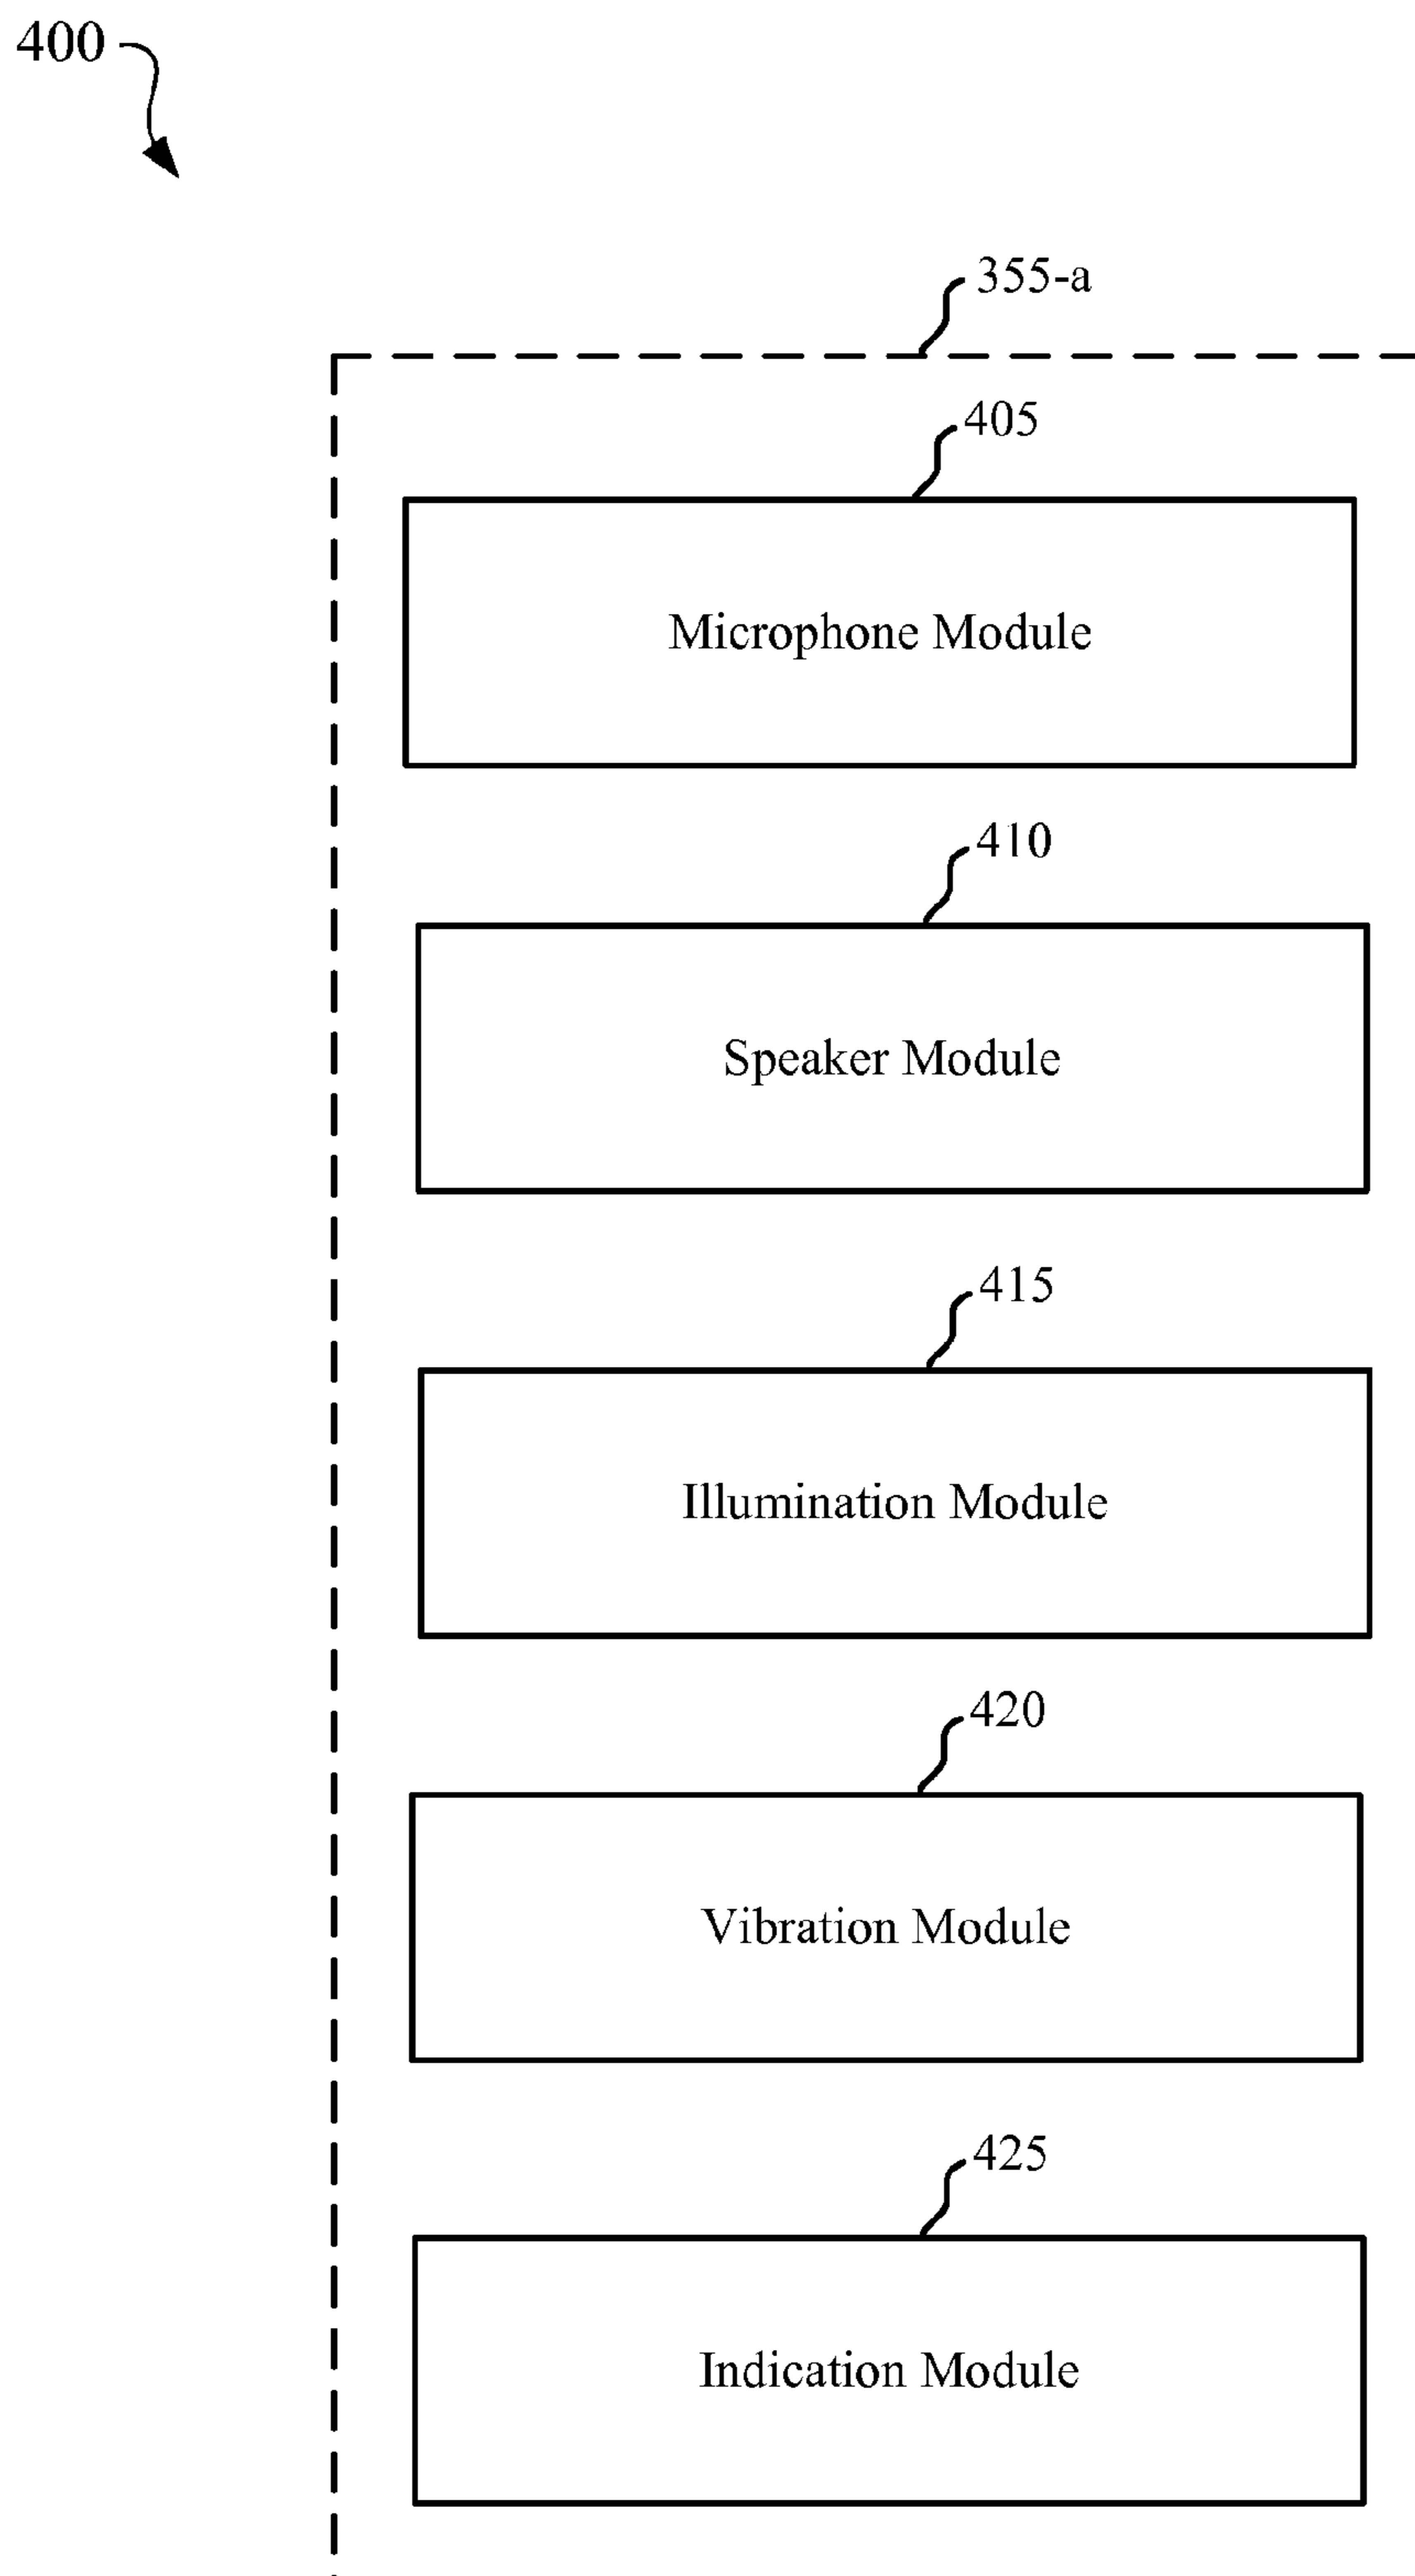 400
355-a
405
Microphone Module
410
Speaker Module
415
Illumination Module
420
Vibration Module
425
Indication Module